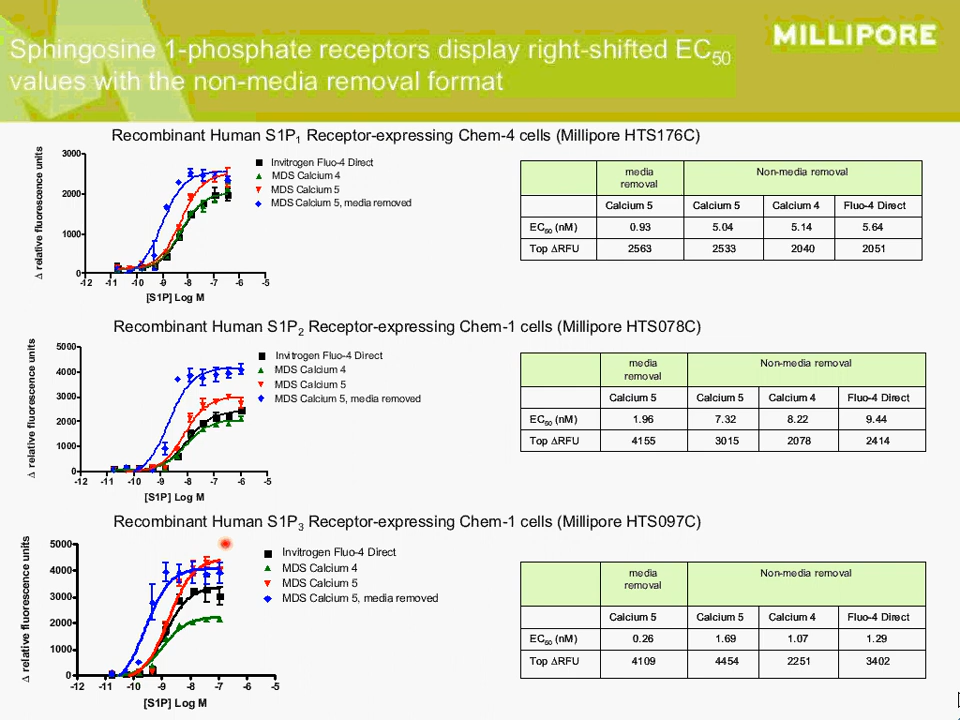 Sphingosine 1-phosphate receptors display right-shifted EC50
values with the non-media removal format
MILLIPORE
Recombinant Human S1P1 Receptor-expressing Chem-4 cells (Millipore HTS176C)
Δ relative fluorescence units
3000
2000
1000
0
-12 -11 -10 -9 -8 -7 -6 -5
[S1P] Log M
Invitrogen Fluo-4 Direct
MDS Calcium 4
MDS Calcium 5
MDS Calcium 5, media removed
media removal Non-media removal
Calcium 5 Calcium 5 Calcium 4 Fluo-4 Direct
EC50 (nM) 0.93 5.04 5.14 5.64
Top ΔRFU 2563 2533 2040 2051
Recombinant Human S1P2 Receptor-expressing Chem-1 cells (Millipore HTS078C)
Δ relative fluorescence units
5000
4000
3000
2000
1000
0
-12 -11 -10 -9 -8 -7 -6 -5
[S1P] Log M
Invitrogen Fluo-4 Direct
MDS Calcium 4
MDS Calcium 5
MDS Calcium 5, media removed
media removal Non-media removal
Calcium 5 Calcium 5 Calcium 4 Fluo-4 Direct
EC50 (nM) 1.96 7.32 8.22 9.44
Top ΔRFU 4155 3015 2078 2414
Recombinant Human S1P3 Receptor-expressing Chem-1 cells (Millipore HTS097C)
Δ relative fluorescence units
5000
4000
3000
2000
1000
0
-12 -11 -10 -9 -8 -7 -6 -5
[S1P] Log M
Invitrogen Fluo-4 Direct
MDS Calcium 4
MDS Calcium 5
MDS Calcium 5, media removed
media removal Non-media removal
Calcium 5 Calcium 5 Calcium 4 Fluo-4 Direct
EC50 (nM) 0.26 1.69 1.07 1.29
Top ΔRFU 4109 4454 2251 3402